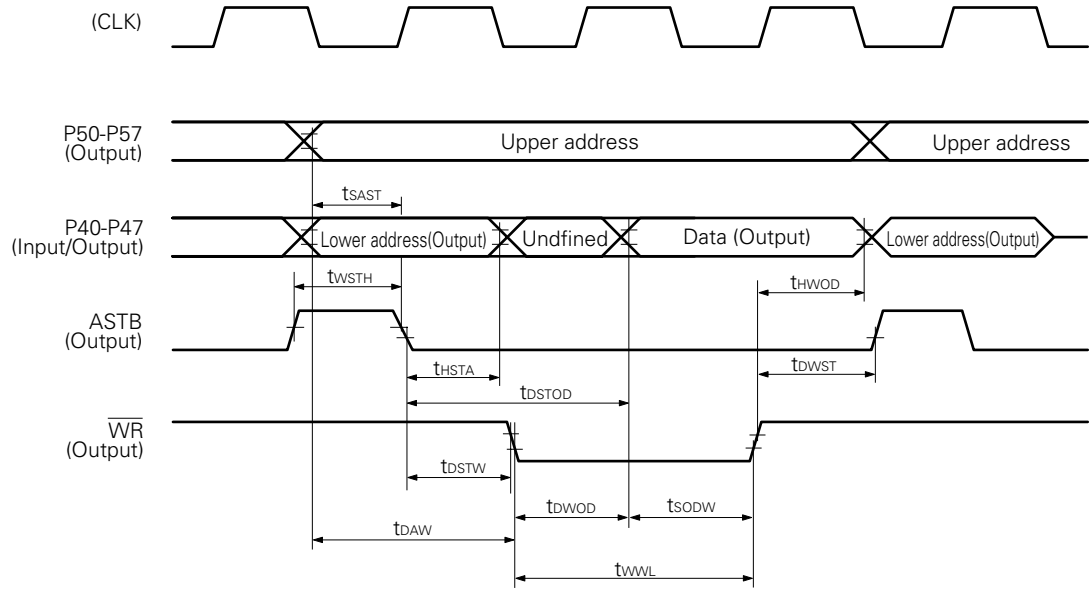 (CLK)
P50-P57
(Output)
Upper address
Upper address
tSAST
P40-P47
(Input/Output)
Lower address(Output)
Undfined
Data (Output)
Lower address(Output)
tWSTH
tHWOD
ASTB
(Output)
tHSTA
tDWST
tDSTOD
WR
(Output)
tDSTW
tDWOD
tSODW
tDAW
tWWL